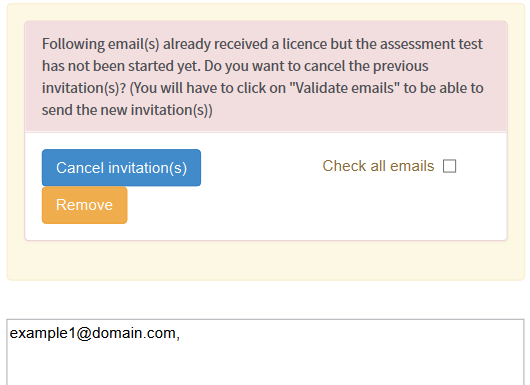 Following email(s) already received a licence but the assessment test
has not been started yet. Do you want to cancel the previous
invitation(s)? (You will have to click on "Validate emails" to be able to
send the new invitation(s))
Cancel invitation(s)
Check all emails
Remove
example1@domain.com,